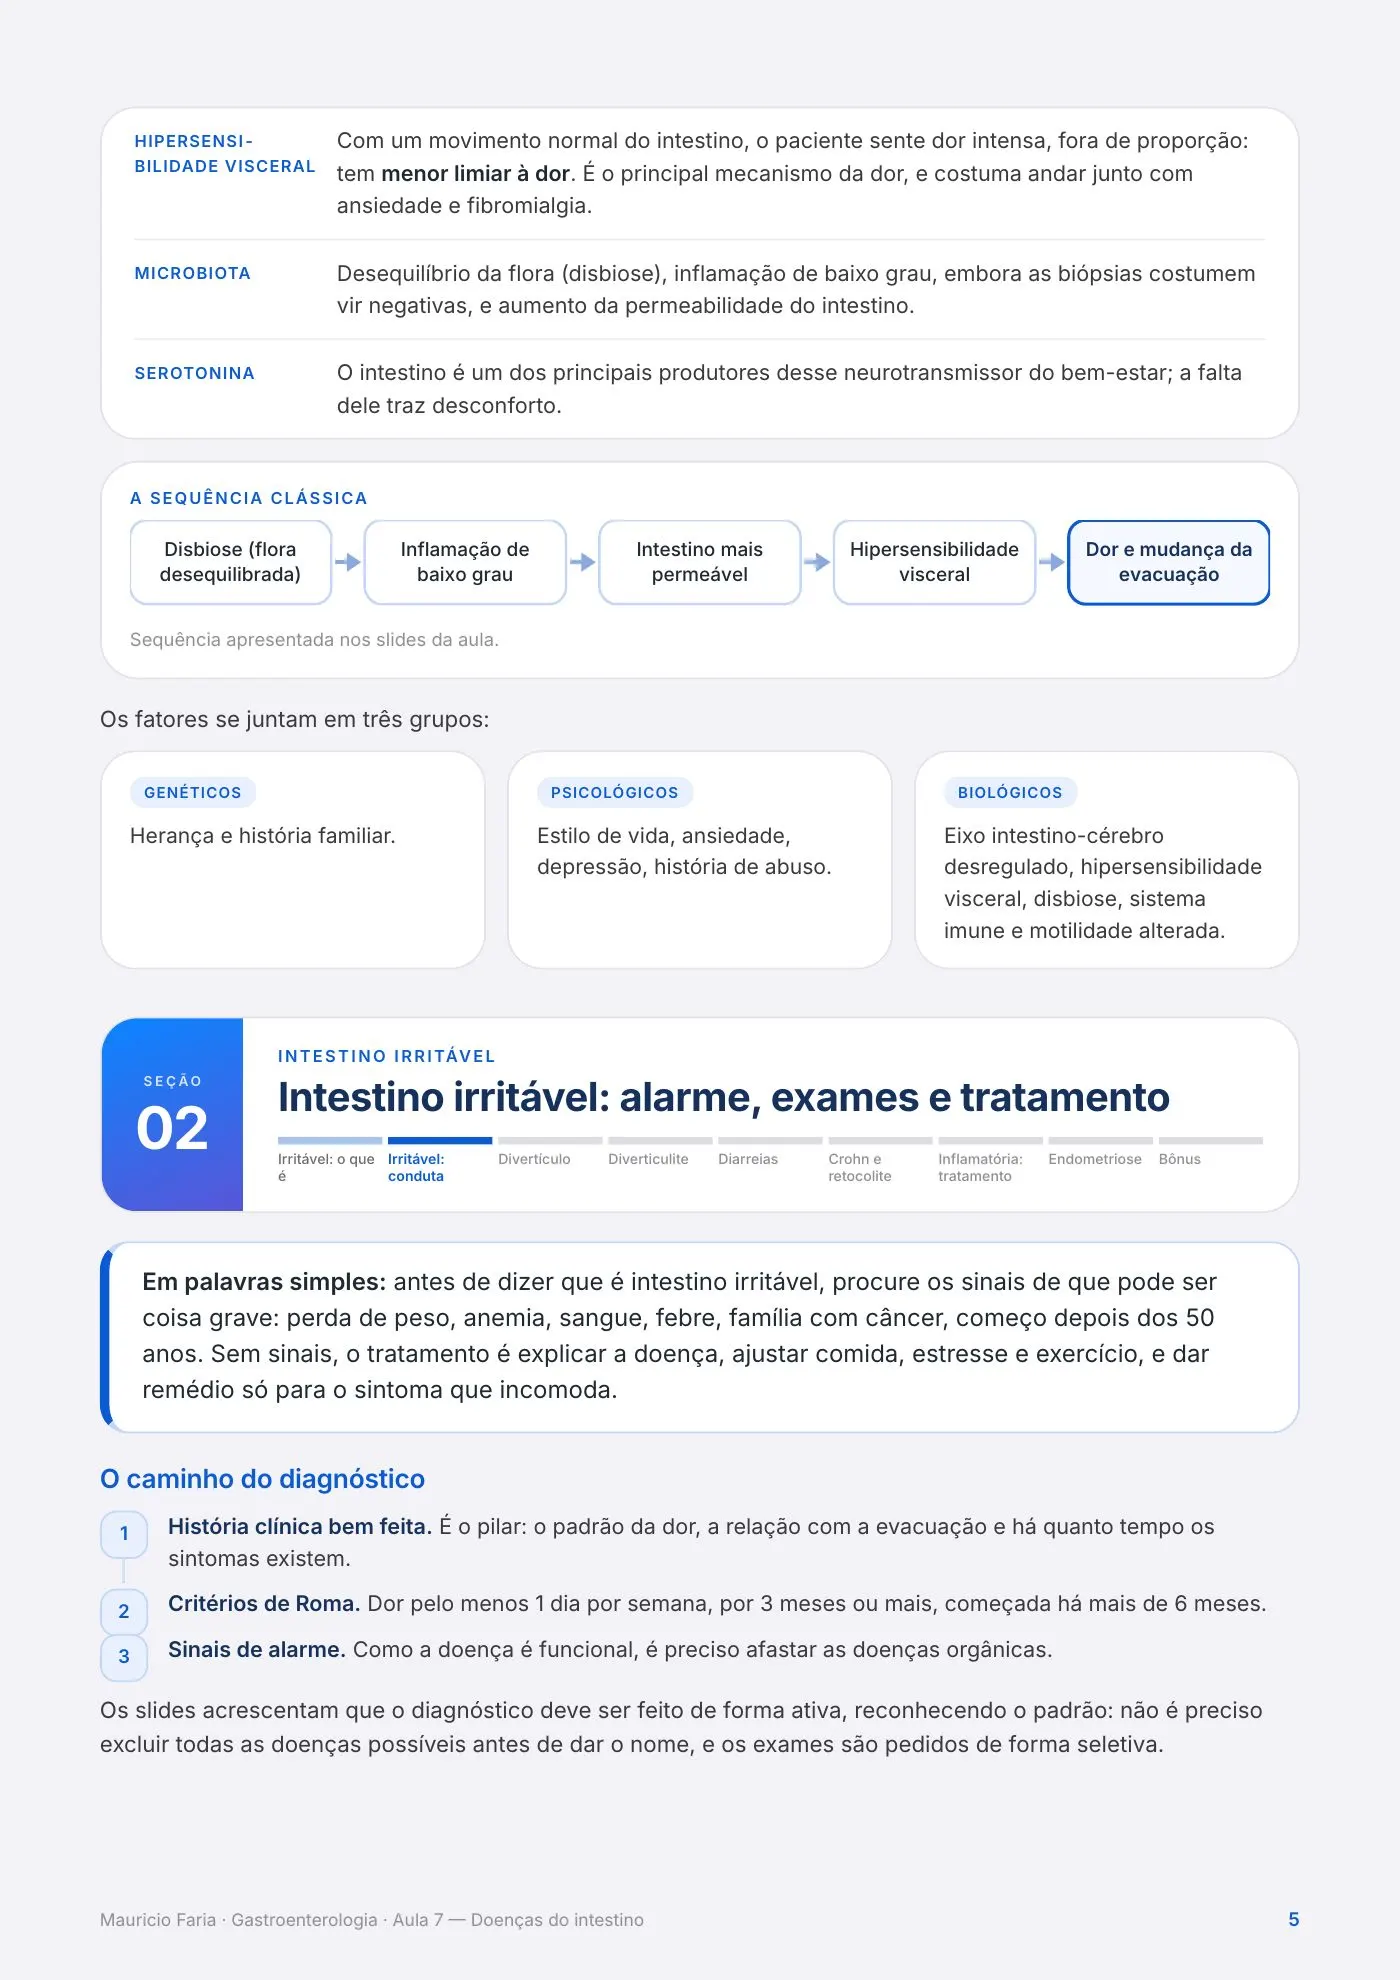 HIPERSENSI-
BILIDADE VISCERAL
Com um movimento normal do intestino, o paciente sente dor intensa, fora de proporção:
tem menor limiar à dor. É o principal mecanismo da dor, e costuma andar junto com
ansiedade e fibromialgia.
MICROBIOTA
Desequilíbrio da flora (disbiose), inflamação de baixo grau, embora as biópsias costumem
vir negativas, e aumento da permeabilidade do intestino.
SEROTONINA
O intestino é um dos principais produtores desse neurotransmissor do bem-estar; a falta
dele traz desconforto.
A SEQUÊNCIA CLÁSSICA
Disbiose (flora
desequilibrada)
Inflamação de
baixo grau
Intestino mais
permeável
Hipersensibilidade
visceral
Dor e mudança da
evacuação
Sequência apresentada nos slides da aula.
Os fatores se juntam em três grupos:
GENÉTICOS
Herança e história familiar.
PSICOLÓGICOS
Estilo de vida, ansiedade,
depressão, história de abuso.
BIOLÓGICOS
Eixo intestino-cérebro
desregulado, hipersensibilidade
visceral, disbiose, sistema
imune e motilidade alterada.
SEÇÃO
02
INTESTINO IRRITÁVEL
Intestino irritável: alarme, exames e tratamento
Irritável: o que
é
Irritável:
conduta
Divertículo
Diverticulite
Diarreias
Crohn e
retocolite
Inflamatória:
tratamento
Endometriose
Bônus
Em palavras simples: antes de dizer que é intestino irritável, procure os sinais de que pode ser
coisa grave: perda de peso, anemia, sangue, febre, família com câncer, começo depois dos 50
anos. Sem sinais, o tratamento é explicar a doença, ajustar comida, estresse e exercício, e dar
remédio só para o sintoma que incomoda.
O caminho do diagnóstico
1
História clínica bem feita. É o pilar: o padrão da dor, a relação com a evacuação e há quanto tempo os
sintomas existem.
2
Critérios de Roma. Dor pelo menos 1 dia por semana, por 3 meses ou mais, começada há mais de 6 meses.
3
Sinais de alarme. Como a doença é funcional, é preciso afastar as doenças orgânicas.
Os slides acrescentam que o diagnóstico deve ser feito de forma ativa, reconhecendo o padrão: não é preciso
excluir todas as doenças possíveis antes de dar o nome, e os exames são pedidos de forma seletiva.
Mauricio Faria · Gastroenterologia · Aula 7 — Doenças do intestino
5